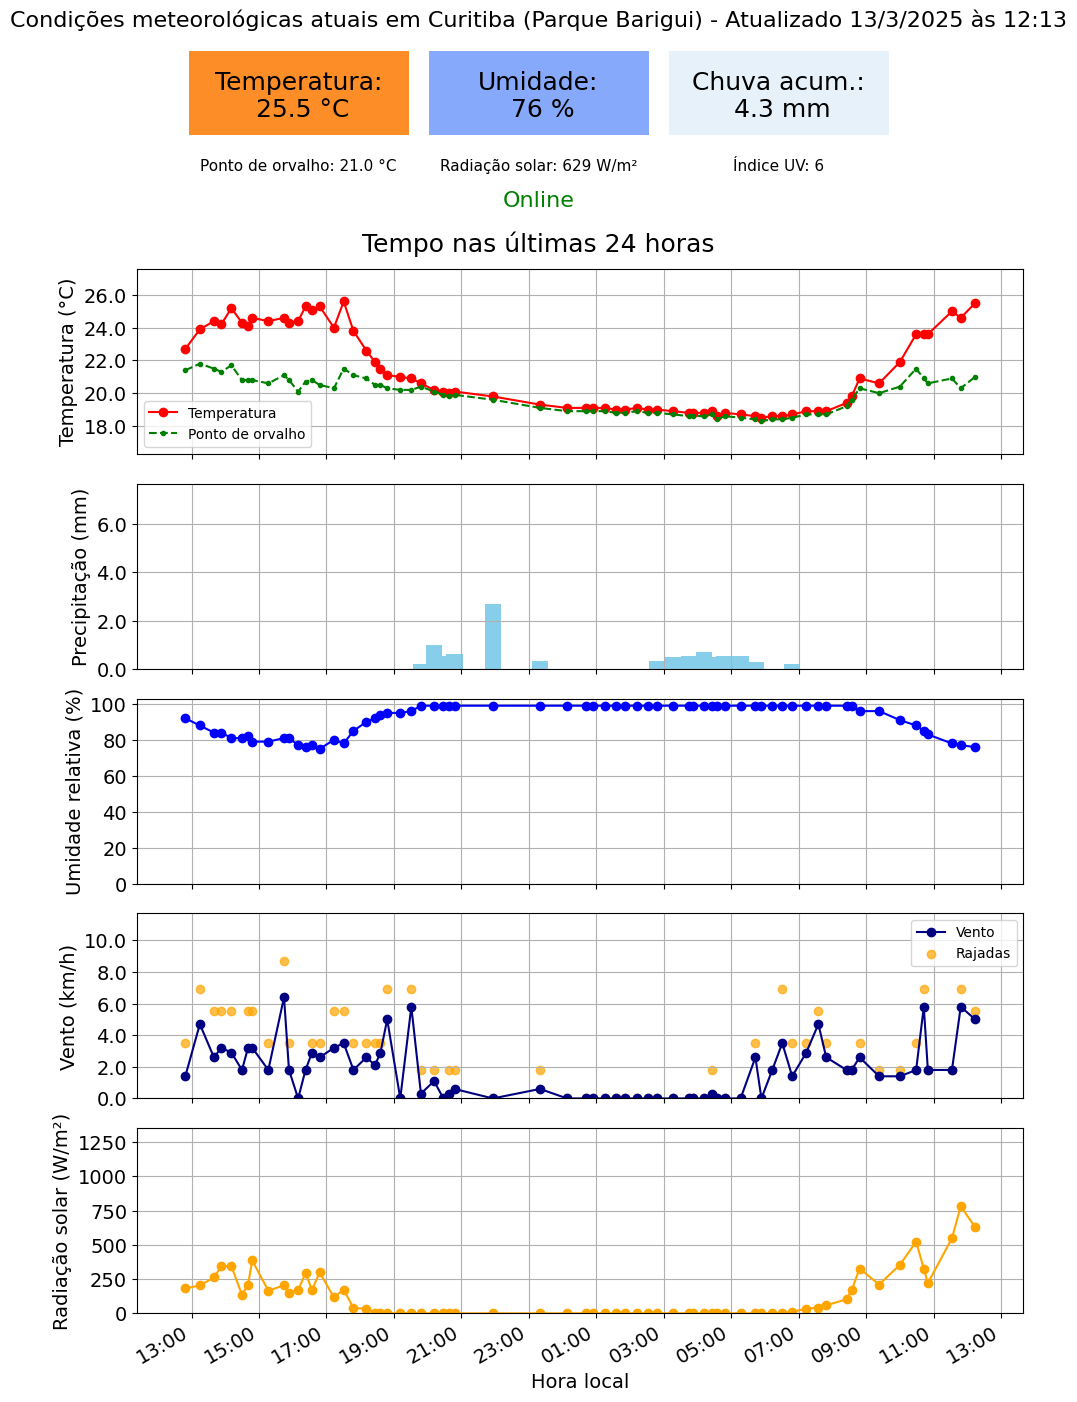 Condições meteorológicas atuais em Curitiba (Parque Barigui) - Atualizado 13/3/2025 às 12:13
Temperatura:
25.5 °C
Umidade:
76 %
Chuva acum.:
4.3 mm
Ponto de orvalho: 21.0 °C
Radiação solar: 629 W/m²
Índice UV: 6
Online
Tempo nas últimas 24 horas
Temperatura (°C)
26.0
24.0
22.0
20.0
18.0
Temperatura
Ponto de orvalho
Precipitação (mm)
6.0
4.0
2.0
0.0
Umidade relativa (%)
100
80
60
40
20
0
Vento (km/h)
10.0
8.0
6.0
4.0
2.0
0.0
Vento
Rajadas
Radiação solar (W/m²)
1250
1000
750
500
250
0
13:00
15:00
17:00
19:00
21:00
23:00
01:00
03:00
05:00
07:00
09:00
11:00
13:00
Hora local